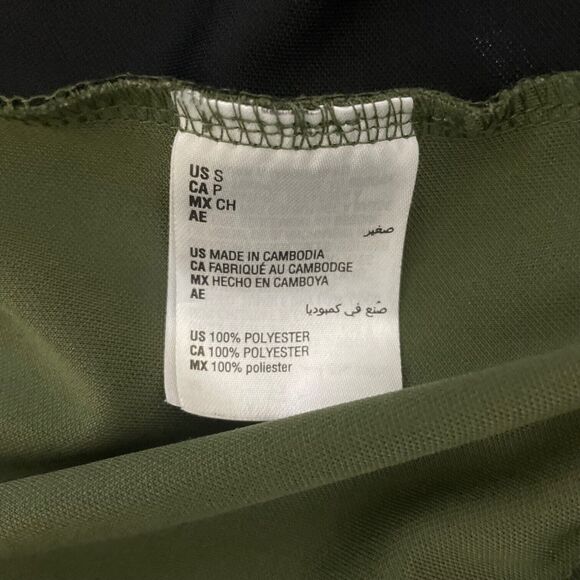 US S
CA P
MX CH
AE
صغير
US MADE IN CAMBODIA
CA FABRIQUÉ AU CAMBODGE
MX HECHO EN CAMBOYA
AE
صُنع في كمبوديا
US 100% POLYESTER
CA 100% POLYESTER
MX 100% poliester